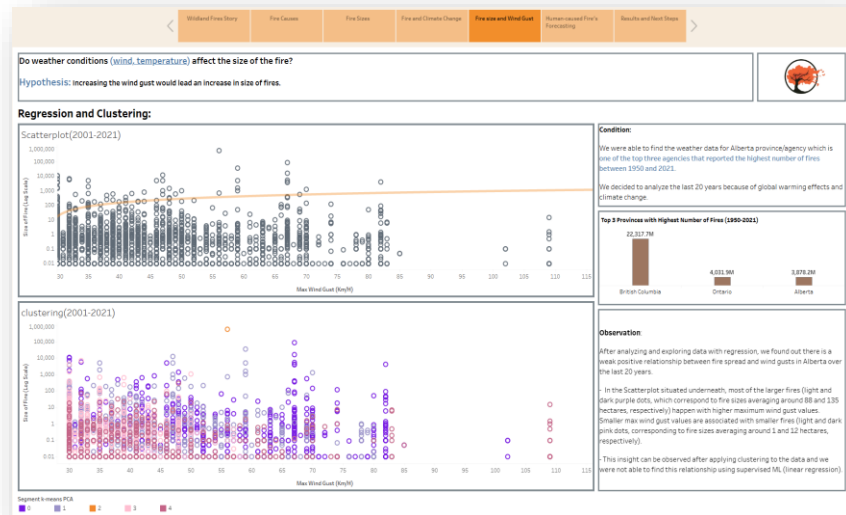 Wildland Fires Story
Fire Causes
Fire Sizes
Fire and Climate Change
Fire size and Wind Gust
Human-caused Fire's
Forecasting
Results and Next Steps
Do weather conditions (wind, temperature) affect the size of the fire?
Hypothesis: Increasing the wind gust would lead an increase in size of fires.
Regression and Clustering:
Scatterplot(2001-2021)
Size of Fire (Log Scale)
1,000,000
100,000
10,000
1,000
100
10
1
0.1
0.01
30 35 40 45 50 55 60 65 70 75 80 85 90 95 100 105 110 115
Max Wind Gust (Km/H)
clustering(2001-2021)
Size of Fire (Log Scale)
1,000,000
100,000
10,000
1,000
100
10
1
0.1
0.01
30 35 40 45 50 55 60 65 70 75 80 85 90 95 100 105 110 115
Max Wind Gust (Km/H)
Segment k-means PCA
0 1 2 3 4
Condition:
We were able to find the weather data for Alberta province/agency which is
one of the top three agencies that reported the highest number of fires
between 1950 and 2021.
We decided to analyze the last 20 years because of global warming effects and
climate change.
Top 3 Provinces with Highest Number of Fires (1950-2021)
22,317.7M
4,031.9M
3,878.2M
British Columbia
Ontario
Alberta
Observation:
After analyzing and exploring data with regression, we found out there is a
weak positive relationship between fire spread and wind gusts in Alberta over
the last 20 years.
- In the Scatterplot situated underneath, most of the larger fires (light and
dark purple dots, which correspond to fire sizes averaging around 88 and 135
hectares, respectively) happen with higher maximum wind gust values.
Smaller max wind gust values are associated with smaller fires (light and dark
pink dots, corresponding to fire sizes averaging around 1 and 12 hectares,
respectively).
- This insight can be observed after applying clustering to the data and we
were not able to find this relationship using supervised ML (linear regression).